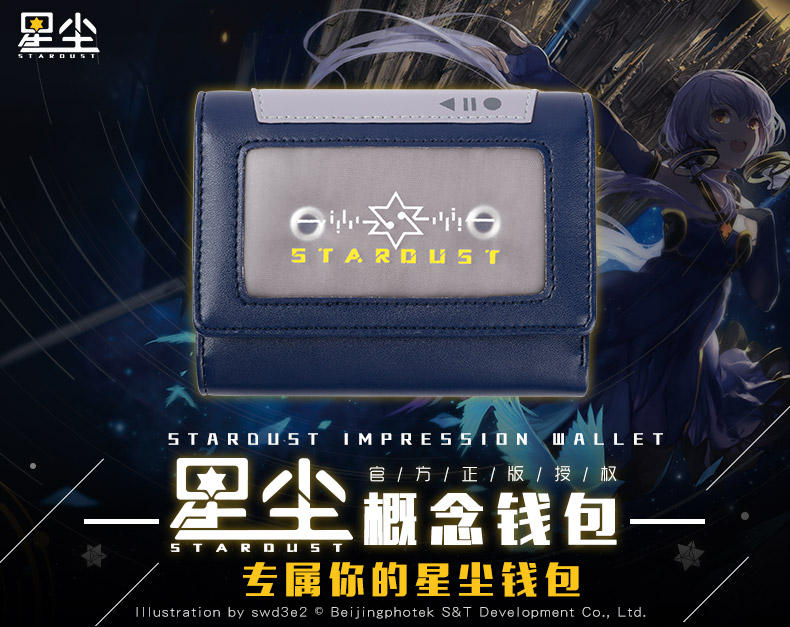 星尘
STARDUST
STARDUST
STARDUST IMPRESSION WALLET
官/方/正/版/授/权
星尘 概念钱包
STARDUST
专属你的星尘钱包
Illustration by swd3e2 © Beijingphotek S&T Development Co., Ltd.